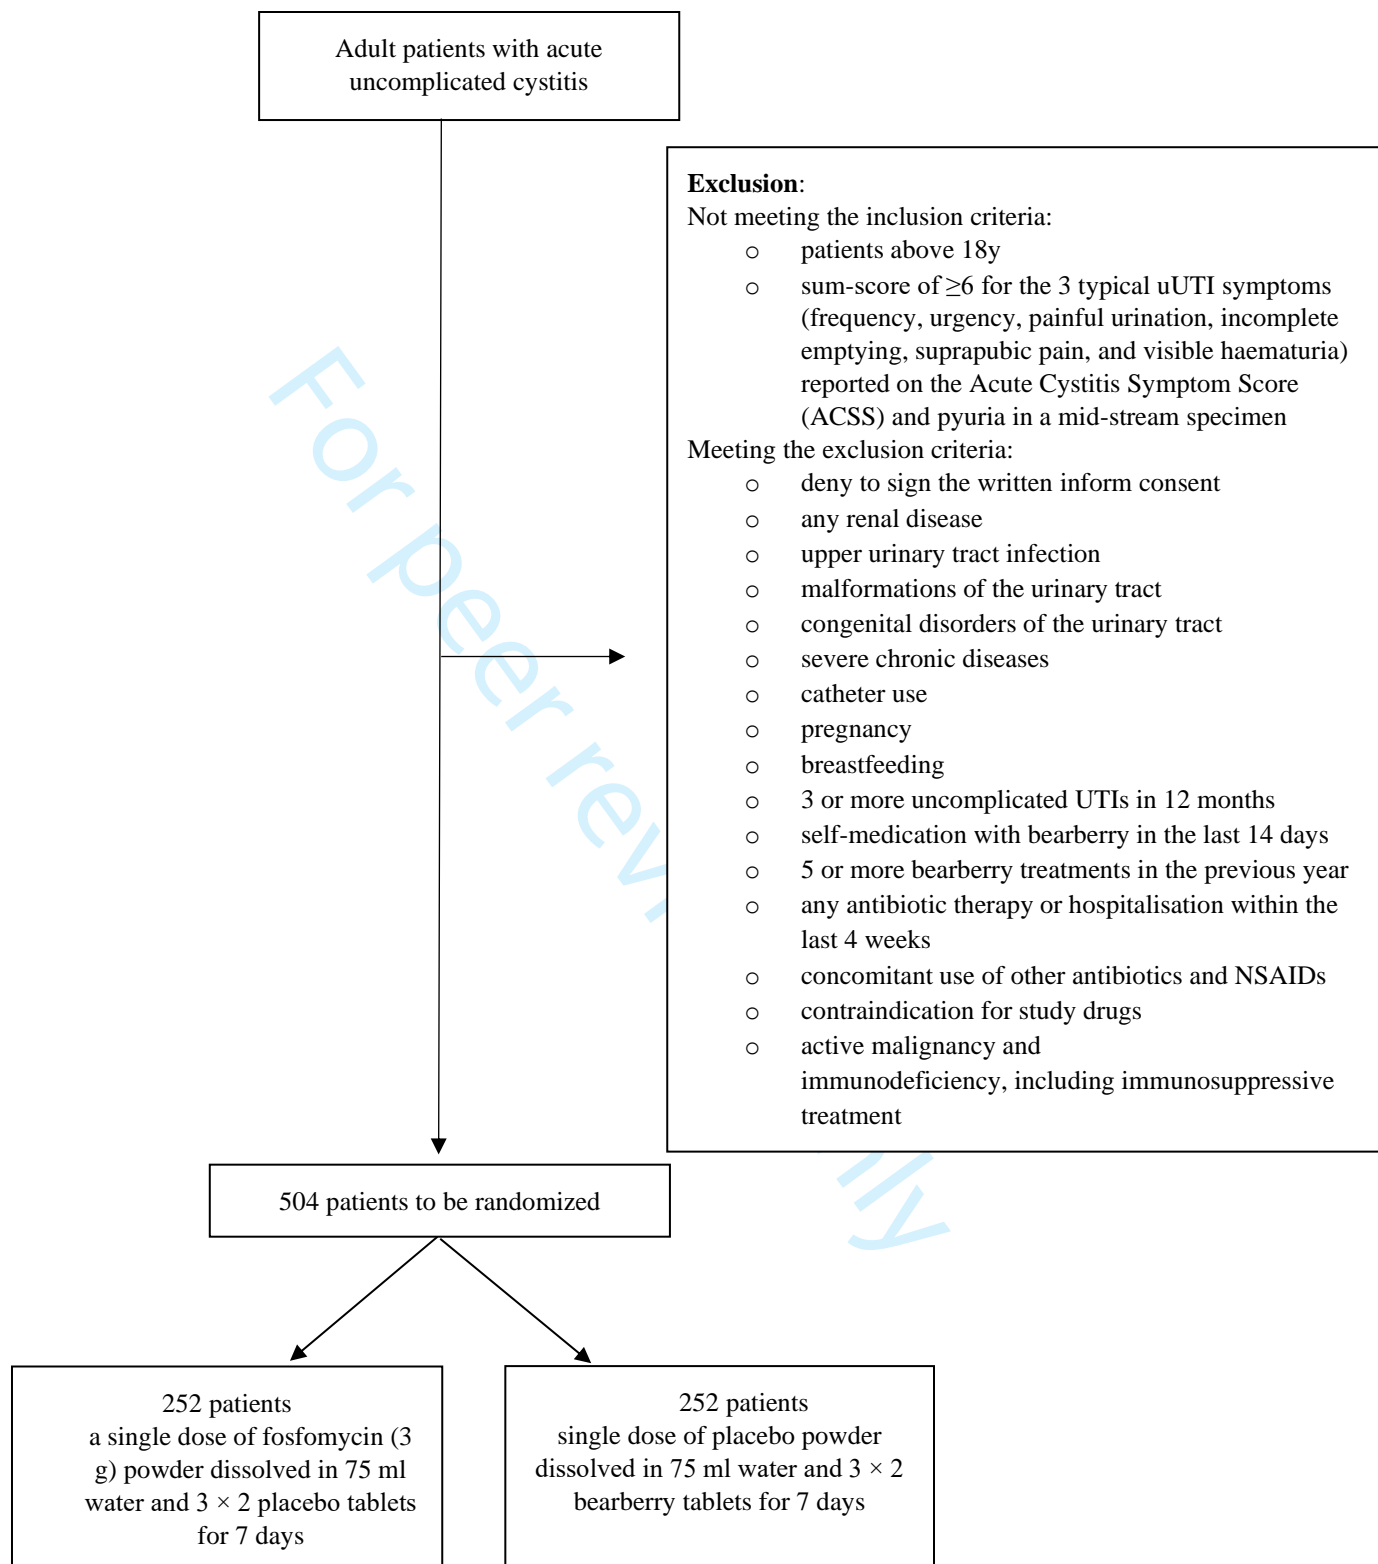 Adult patients with acute
uncomplicated cystitis
Exclusion:
Not meeting the inclusion criteria:
o patients above 18y
o sum-score of ≥6 for the 3 typical uUTI symptoms
(frequency, urgency, painful urination, incomplete
emptying, suprapubic pain, and visible haematuria)
reported on the Acute Cystitis Symptom Score
(ACSS) and pyuria in a mid-stream specimen
Meeting the exclusion criteria:
o deny to sign the written inform consent
o any renal disease
o upper urinary tract infection
o malformations of the urinary tract
o congenital disorders of the urinary tract
o severe chronic diseases
o catheter use
o pregnancy
o breastfeeding
o 3 or more uncomplicated UTIs in 12 months
o self-medication with bearberry in the last 14 days
o 5 or more bearberry treatments in the previous year
o any antibiotic therapy or hospitalisation within the
last 4 weeks
o concomitant use of other antibiotics and NSAIDs
o contraindication for study drugs
o active malignancy and
immunodeficiency, including immunosuppressive
treatment
For peer revi
nly
504 patients to be randomized
252 patients
a single dose of fosfomycin (3
g) powder dissolved in 75 ml
water and 3 × 2 placebo tablets
for 7 days
252 patients
single dose of placebo powder
dissolved in 75 ml water and 3 × 2
bearberry tablets for 7 days